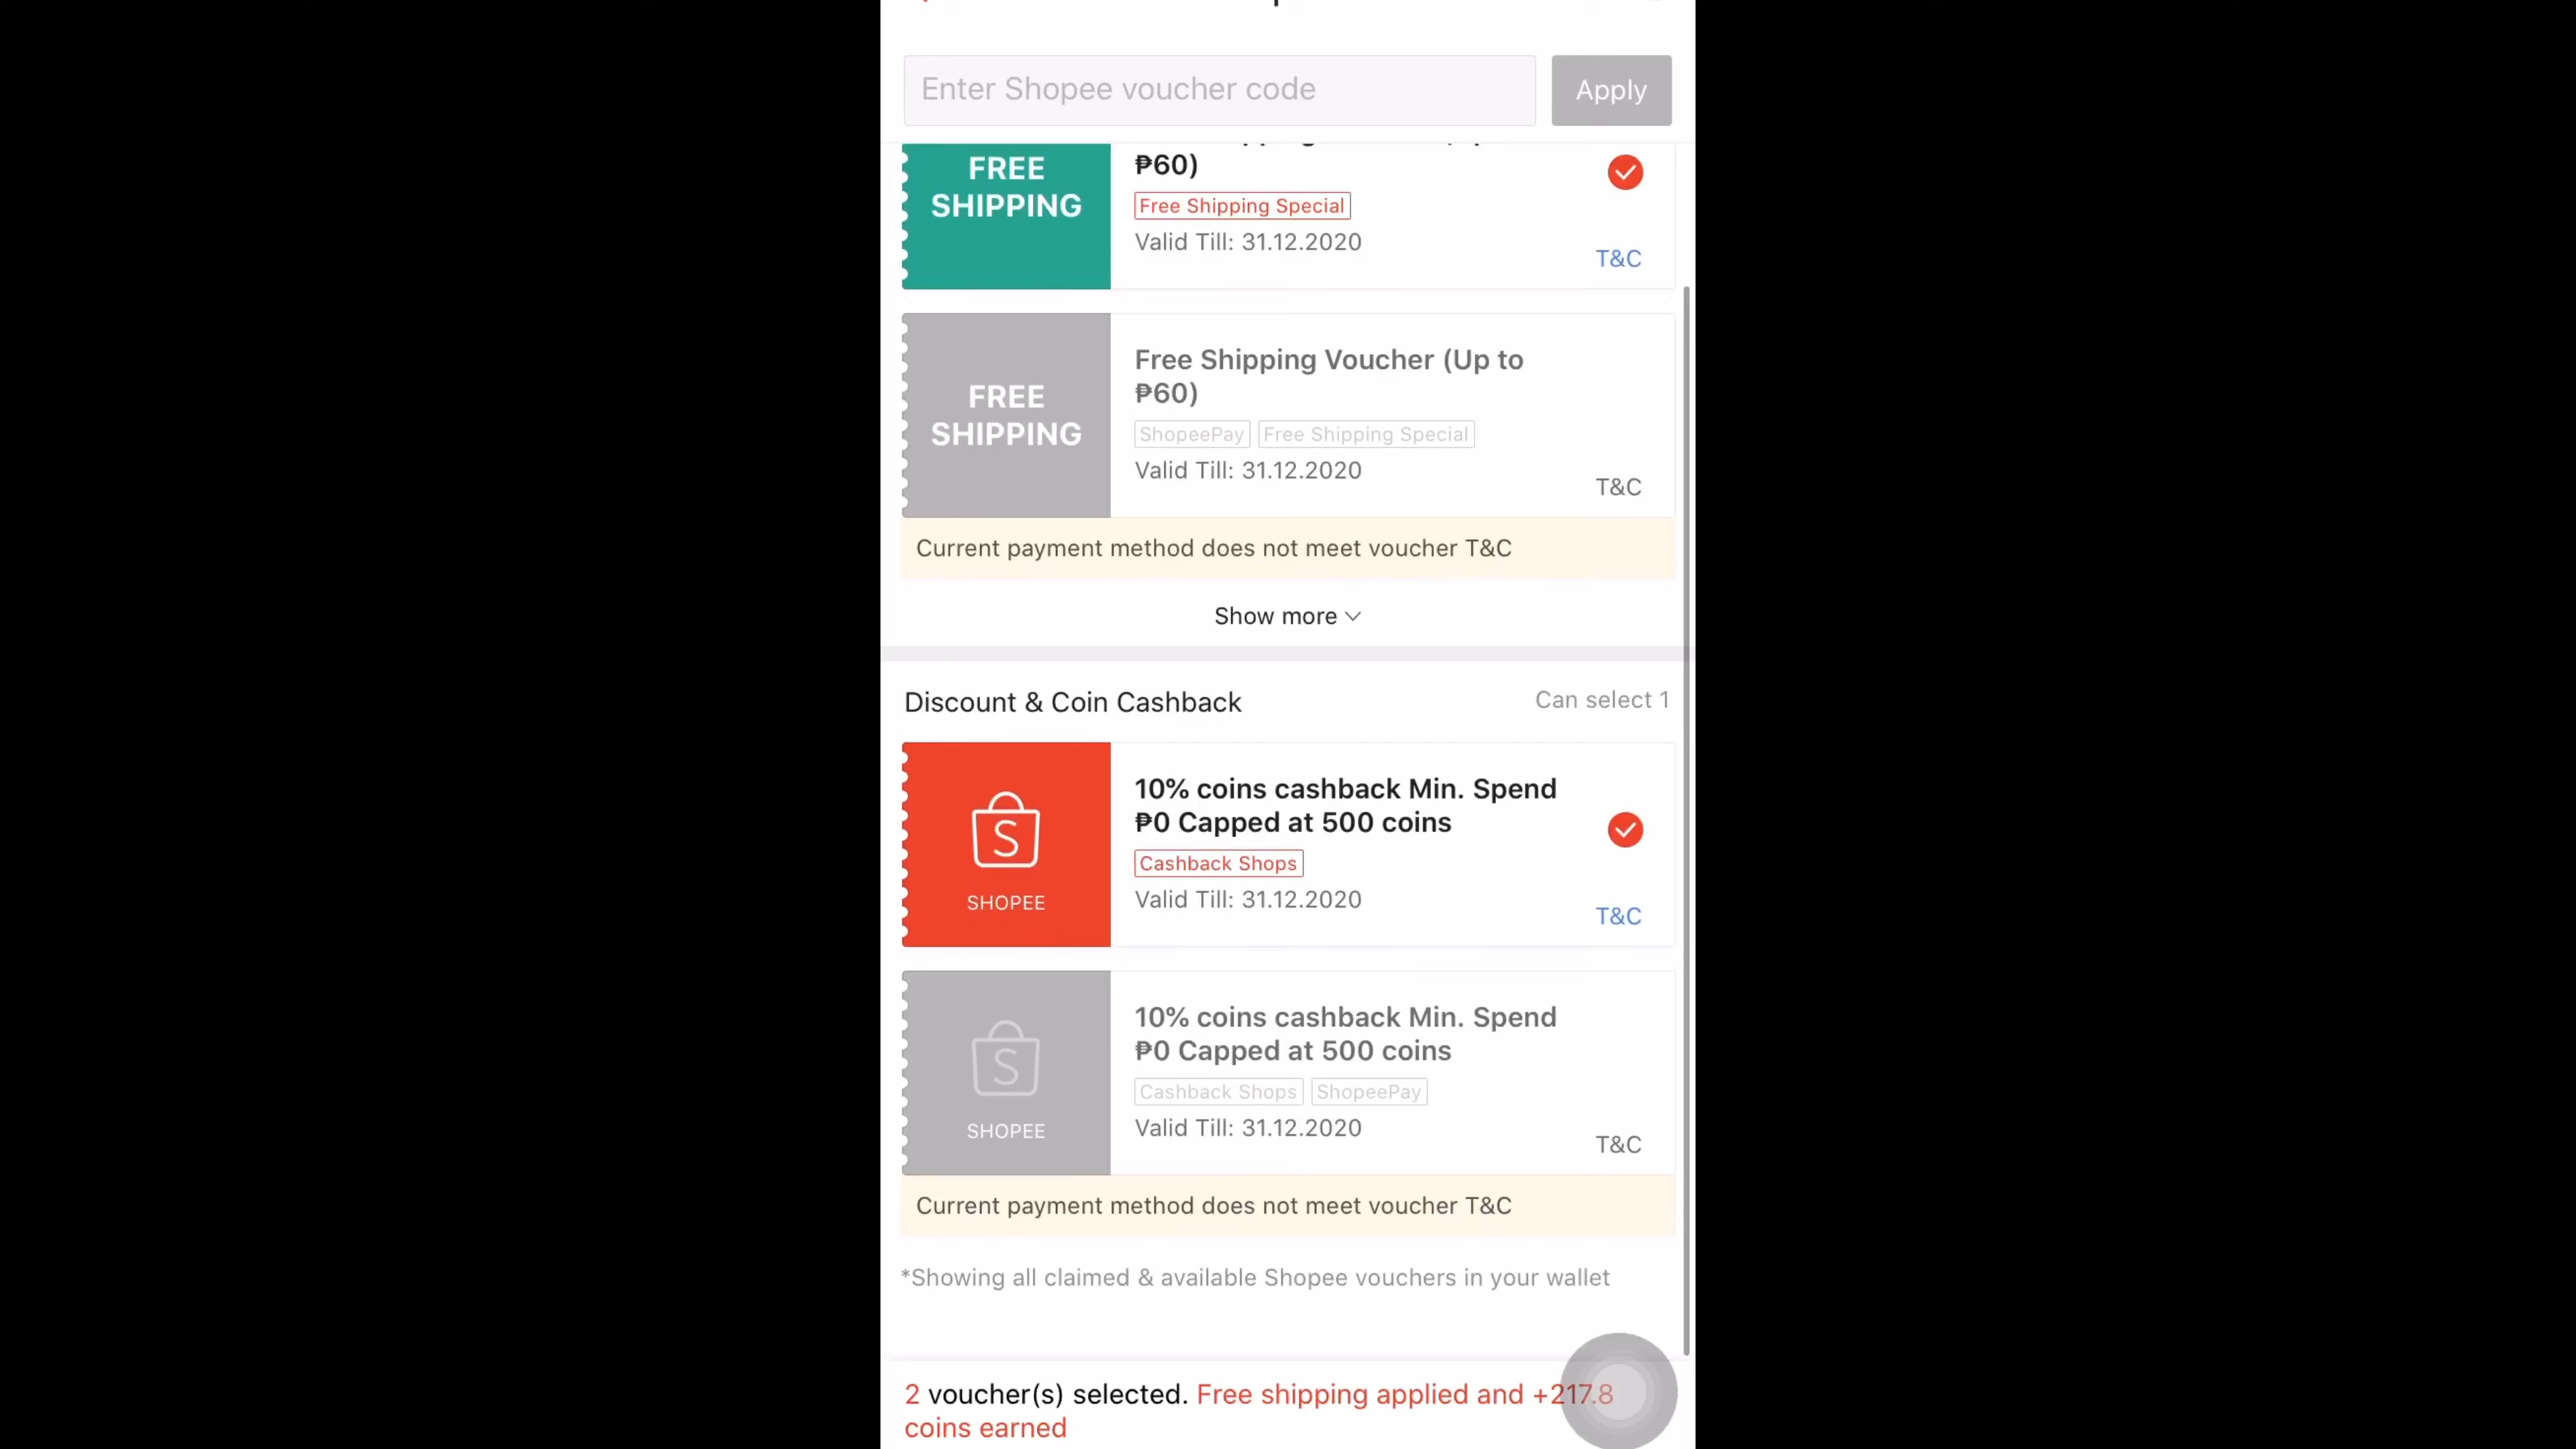 Enter Shopee voucher code
Apply
FREE
SHIPPING
₱60)
Free Shipping Special
Valid Till: 31.12.2020
T&C
FREE
SHIPPING
Free Shipping Voucher (Up to
₱60)
ShopeePay Free Shipping Special
Valid Till: 31.12.2020
T&C
Current payment method does not meet voucher T&C
Show more
Discount & Coin Cashback
Can select 1
S
SHOPEE
10% coins cashback Min. Spend
₱0 Capped at 500 coins
Cashback Shops
Valid Till: 31.12.2020
T&C
S
SHOPEE
10% coins cashback Min. Spend
₱0 Capped at 500 coins
Cashback Shops ShopeePay
Valid Till: 31.12.2020
T&C
Current payment method does not meet voucher T&C
*Showing all claimed & available Shopee vouchers in your wallet
2 voucher(s) selected. Free shipping applied and +217.8
coins earned